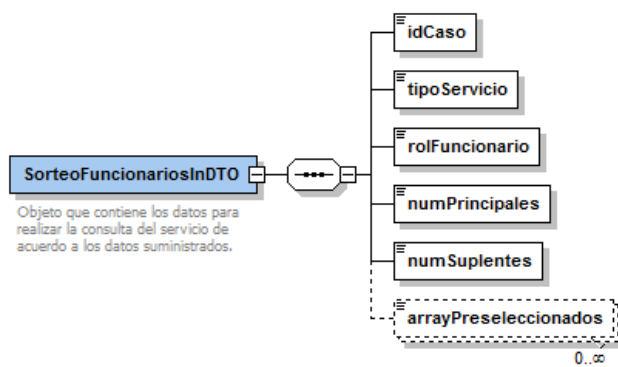 idCaso
tipoServicio
rolFuncionario
SorteoFuncionariosInDTO
Objeto que contiene los datos para
realizar la consulta del servicio de
acuerdo a los datos suministrados.
numPrincipales
numSuplentes
arrayPreseleccionados
0..∞